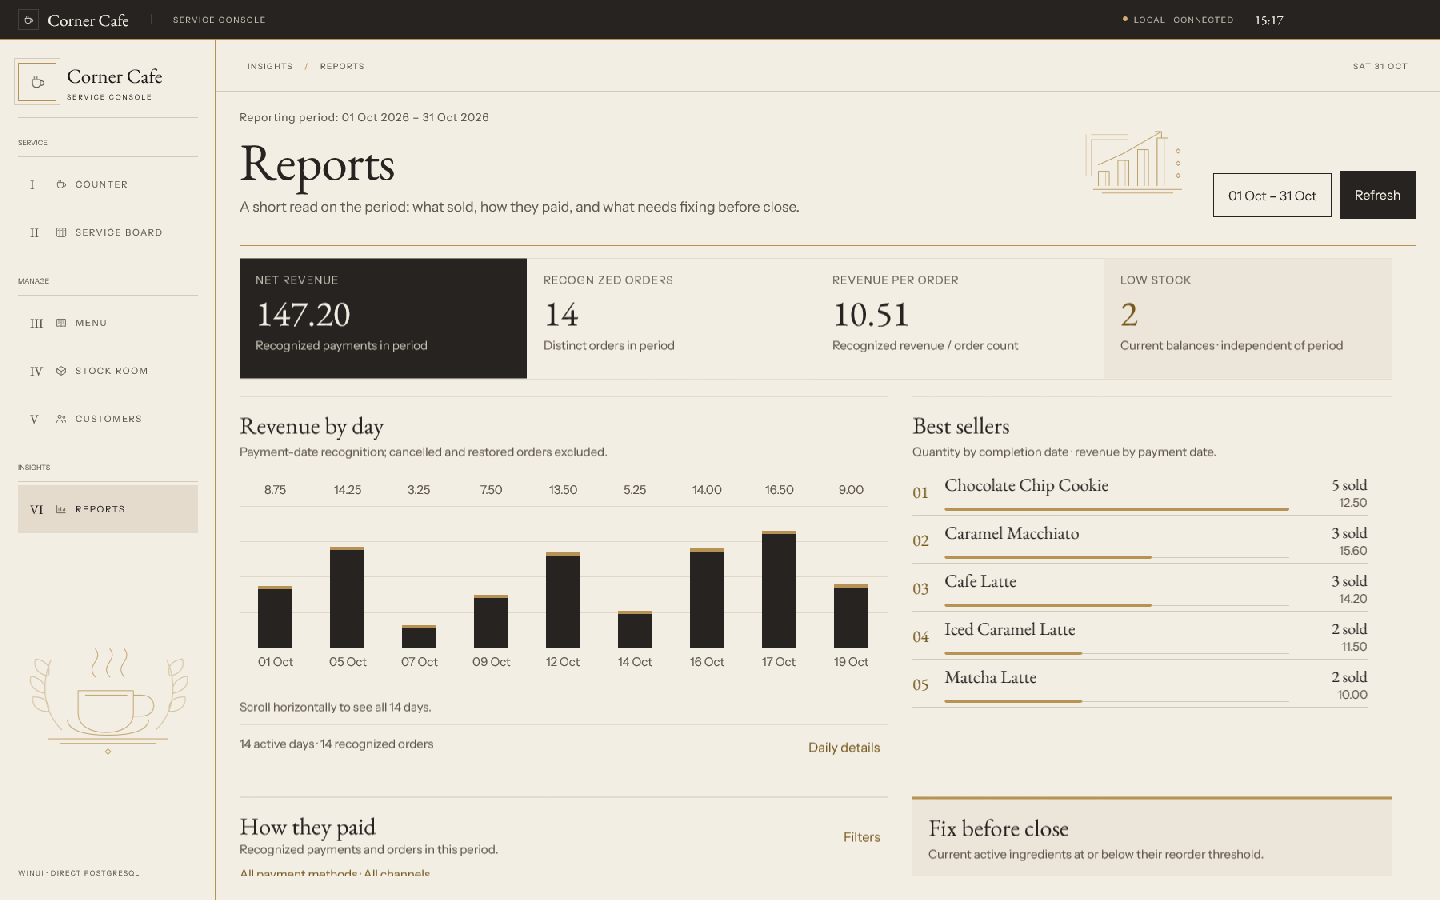 Corner Cafe
SERVICE CONSOLE
LOCAL · CONNECTED
15:17
Corner Cafe
SERVICE CONSOLE
SERVICE
I COUNTER
II SERVICE BOARD
MANAGE
III MENU
IV STOCK ROOM
V CUSTOMERS
INSIGHTS
VI REPORTS
WINUI · DIRECT POSTGRESQL
INSIGHTS / REPORTS
SAT 31 OCT
Reporting period: 01 Oct 2026 – 31 Oct 2026
Reports
A short read on the period: what sold, how they paid, and what needs fixing before close.
01 Oct – 31 Oct
Refresh
NET REVENUE
147.20
Recognized payments in period
RECOGNIZED ORDERS
14
Distinct orders in period
REVENUE PER ORDER
10.51
Recognized revenue / order count
LOW STOCK
2
Current balances · independent of period
Revenue by day
Payment-date recognition; cancelled and restored orders excluded.
8.75 14.25 3.25 7.50 13.50 5.25 14.00 16.50 9.00
01 Oct 05 Oct 07 Oct 09 Oct 12 Oct 14 Oct 16 Oct 17 Oct 19 Oct
Scroll horizontally to see all 14 days.
14 active days · 14 recognized orders
Daily details
Best sellers
Quantity by completion date · revenue by payment date.
01 Chocolate Chip Cookie 5 sold
12.50
02 Caramel Macchiato 3 sold
15.60
03 Cafe Latte 3 sold
14.20
04 Iced Caramel Latte 2 sold
11.50
05 Matcha Latte 2 sold
10.00
How they paid
Recognized payments and orders in this period.
Filters
All payment methods · All channels
Fix before close
Current active ingredients at or below their reorder threshold.